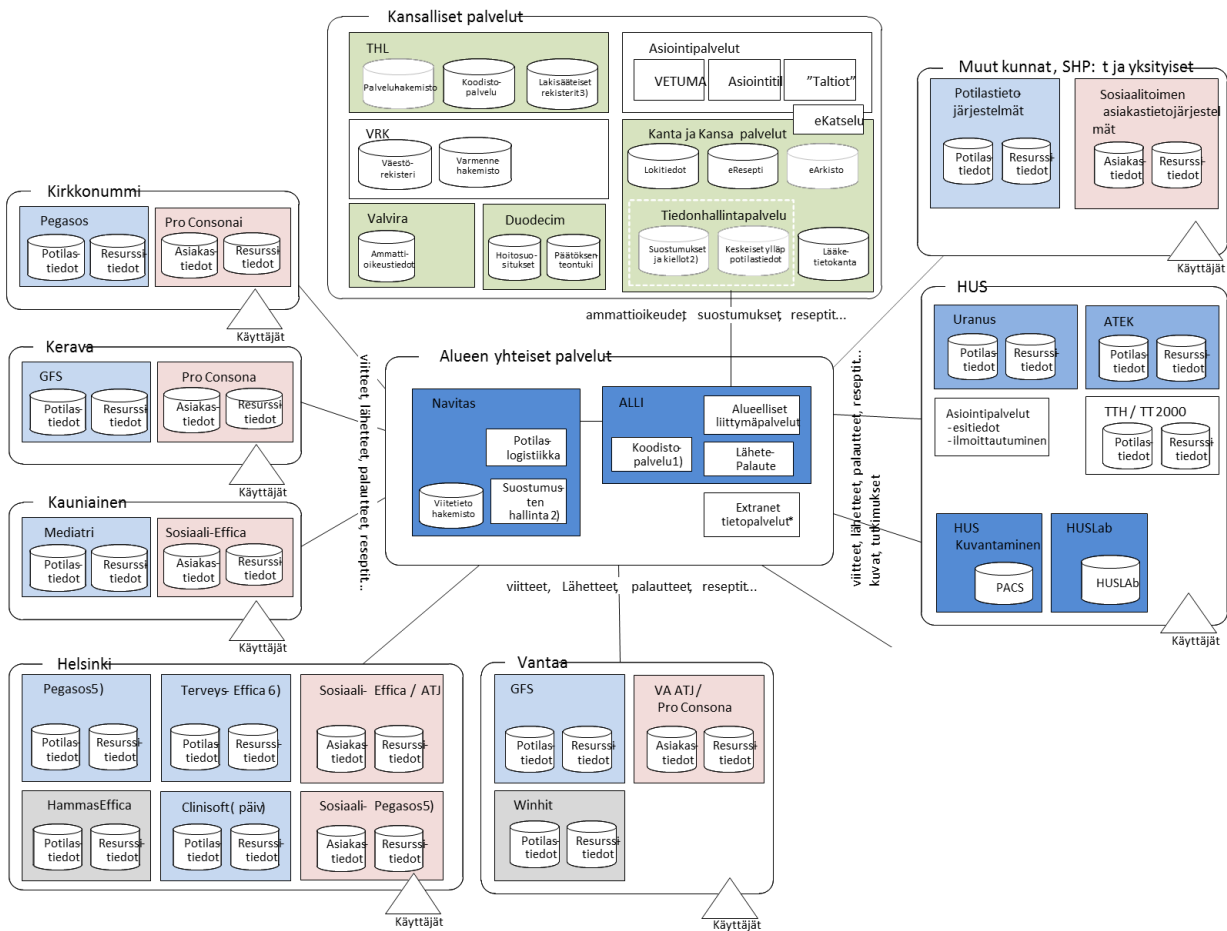 Kansalliset palvelut
THL
Palveluhakemisto
Koodisto-
palvelu
Lakisääteiset
rekisterit3)
Asiointipalvelut
VETUMA
Asiointitil
”Taltiot”
eKatselu
VRK
Väestö-
rekisteri
Varmenne
hakemisto
Kanta ja Kansa palvelut
Lokitiedot
eResepti
eArkisto
Tiedonhallintapalvelu
Suostumukset
ja kiellot2)
Keskeisetylläp
potilastiedot
Lääke-
tietokanta
Valvira
Ammatti-
oikeustiedot
Duodecim
Hoitosuo-
situkset
Päätöksen-
teontuki
ammattioikeudet, suostumukset, reseptit...
Muut kunnat, SHP: t ja yksityiset
Potilastieto
järjestelmät
Potilas-
tiedot
Resurssi-
tiedot
Sosiaalitoimen
asiakastietojärjestel
mät
Asiakas-
tiedot
Resurssi-
tiedot
Käyttäjät
Kirkkonummi
Pegasos
Potilas-
tiedot
Resurssi-
tiedot
Pro Consonai
Asiakas-
tiedot
Resurssi-
tiedot
Käyttäjät
Kerava
GFS
Potilas-
tiedot
Resurssi-
tiedot
Pro Consona
Asiakas-
tiedot
Resurssi-
tiedot
Käyttäjät
Kauniainen
Mediatri
Potilas-
tiedot
Resurssi-
tiedot
Sosiaali-Effica
Asiakas-
tiedot
Resurssi-
tiedot
Käyttäjät
viitteet, lähetteet, palautteet, reseptit...
Alueen yhteiset palvelut
Navitas
Potilas-
logistiikka
Viitetieto
hakemisto
Suostumus-
ten
hallinta 2)
ALLI
Koodisto-
palvelu1)
Alueelliset
liittymäpalvelut
Lähete-
Palaute
Extranet
tietopalvelut*
viitteet, lähetteet, palautteet, reseptit...
kuvat, tutkimukset
viitteet, Lähetteet, palautteet, reseptit...
HUS
Uranus
Potilas-
tiedot
Resurssi-
tiedot
ATEK
Potilas-
tiedot
Resurssi-
tiedot
Asiointipalvelut
-esitiedot
-ilmoittautuminen
TTH / TT 2000
Potilas-
tiedot
Resurssi-
tiedot
HUS
Kuvantaminen
PACS
HUSLab
HUSLAb
Käyttäjät
Helsinki
Pegasos5)
Potilas-
tiedot
Resurssi-
tiedot
Terveys- Effica 6)
Potilas-
tiedot
Resurssi-
tiedot
Sosiaali- Effica / ATJ
Asiakas-
tiedot
Resurssi-
tiedot
HammasEffica
Potilas-
tiedot
Resurssi-
tiedot
Clinisoft( päiv)
Potilas-
tiedot
Resurssi-
tiedot
Sosiaali- Pegasos5)
Asiakas-
tiedot
Resurssi-
tiedot
Käyttäjät
Vantaa
GFS
Potilas-
tiedot
Resurssi-
tiedot
VA ATJ /
Pro Consona
Asiakas-
tiedot
Resurssi-
tiedot
Winhit
Potilas-
tiedot
Resurssi-
tiedot
Käyttäjät